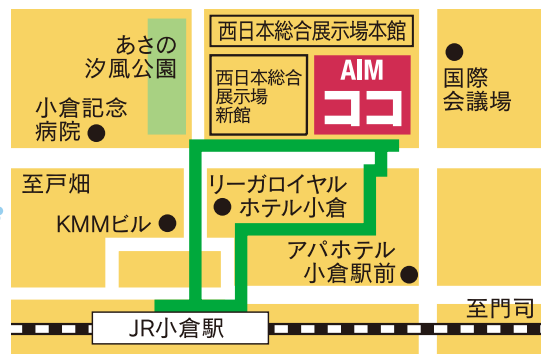 西日本総合展示場本館
あさの
汐風公園
西日本総合
展示場
新館
AIM
ココ
国際
会議場
小倉記念
病院
至戸畑
リーガロイヤル
ホテル小倉
KMMビル
アパホテル
小倉駅前
至門司
JR小倉駅